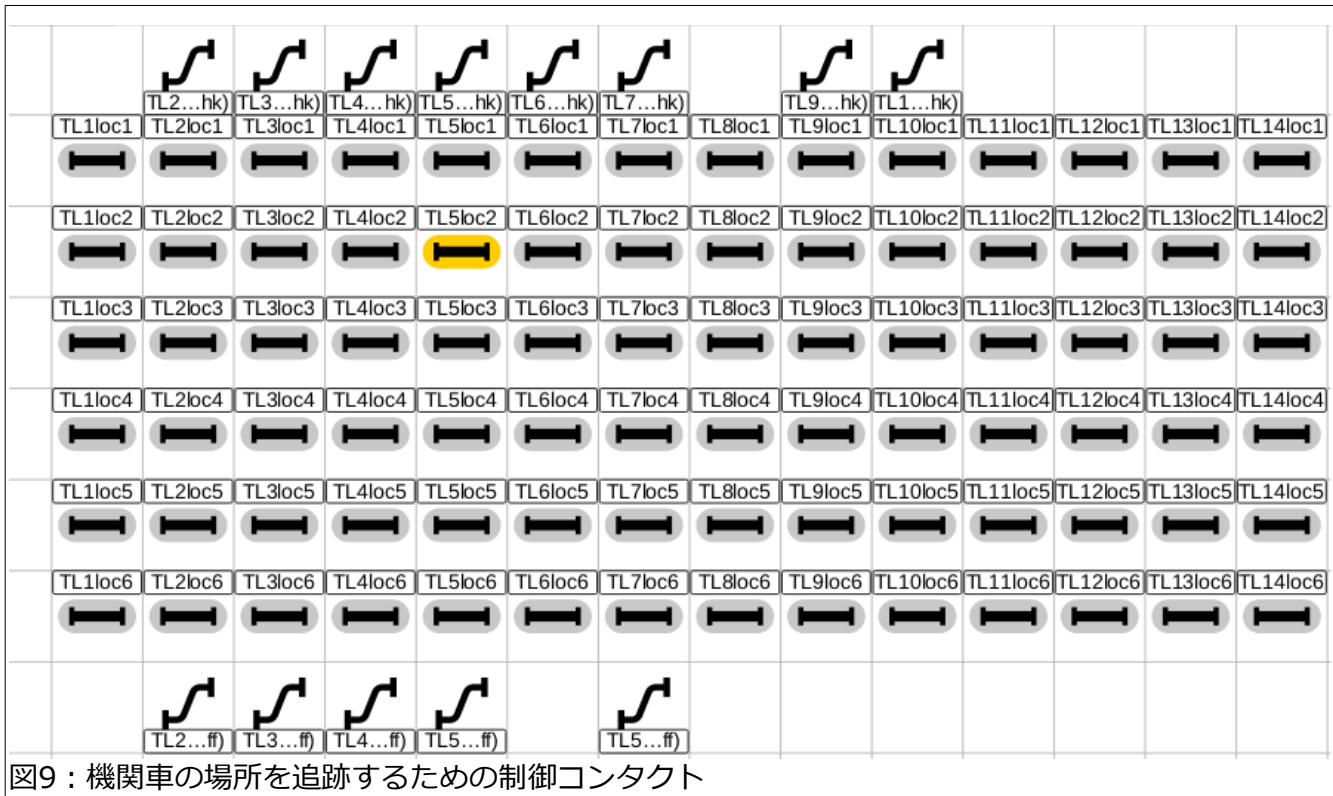 TL2...hk) TL3...hk) TL4...hk) TL5...hk) TL6...hk) TL7...hk) TL9...hk) TL1...hk)
TL1loc1 TL2loc1 TL3loc1 TL4loc1 TL5loc1 TL6loc1 TL7loc1 TL8loc1 TL9loc1 TL10loc1 TL11loc1 TL12loc1 TL13loc1 TL14loc1
TL1loc2 TL2loc2 TL3loc2 TL4loc2 TL5loc2 TL6loc2 TL7loc2 TL8loc2 TL9loc2 TL10loc2 TL11loc2 TL12loc2 TL13loc2 TL14loc2
TL1loc3 TL2loc3 TL3loc3 TL4loc3 TL5loc3 TL6loc3 TL7loc3 TL8loc3 TL9loc3 TL10loc3 TL11loc3 TL12loc3 TL13loc3 TL14loc3
TL1loc4 TL2loc4 TL3loc4 TL4loc4 TL5loc4 TL6loc4 TL7loc4 TL8loc4 TL9loc4 TL10loc4 TL11loc4 TL12loc4 TL13loc4 TL14loc4
TL1loc5 TL2loc5 TL3loc5 TL4loc5 TL5loc5 TL6loc5 TL7loc5 TL8loc5 TL9loc5 TL10loc5 TL11loc5 TL12loc5 TL13loc5 TL14loc5
TL1loc6 TL2loc6 TL3loc6 TL4loc6 TL5loc6 TL6loc6 TL7loc6 TL8loc6 TL9loc6 TL10loc6 TL11loc6 TL12loc6 TL13loc6 TL14loc6
TL2...ff) TL3...ff) TL4...ff) TL5...ff) TL5...ff)
図9：機関車の場所を追跡するための制御コンタクト